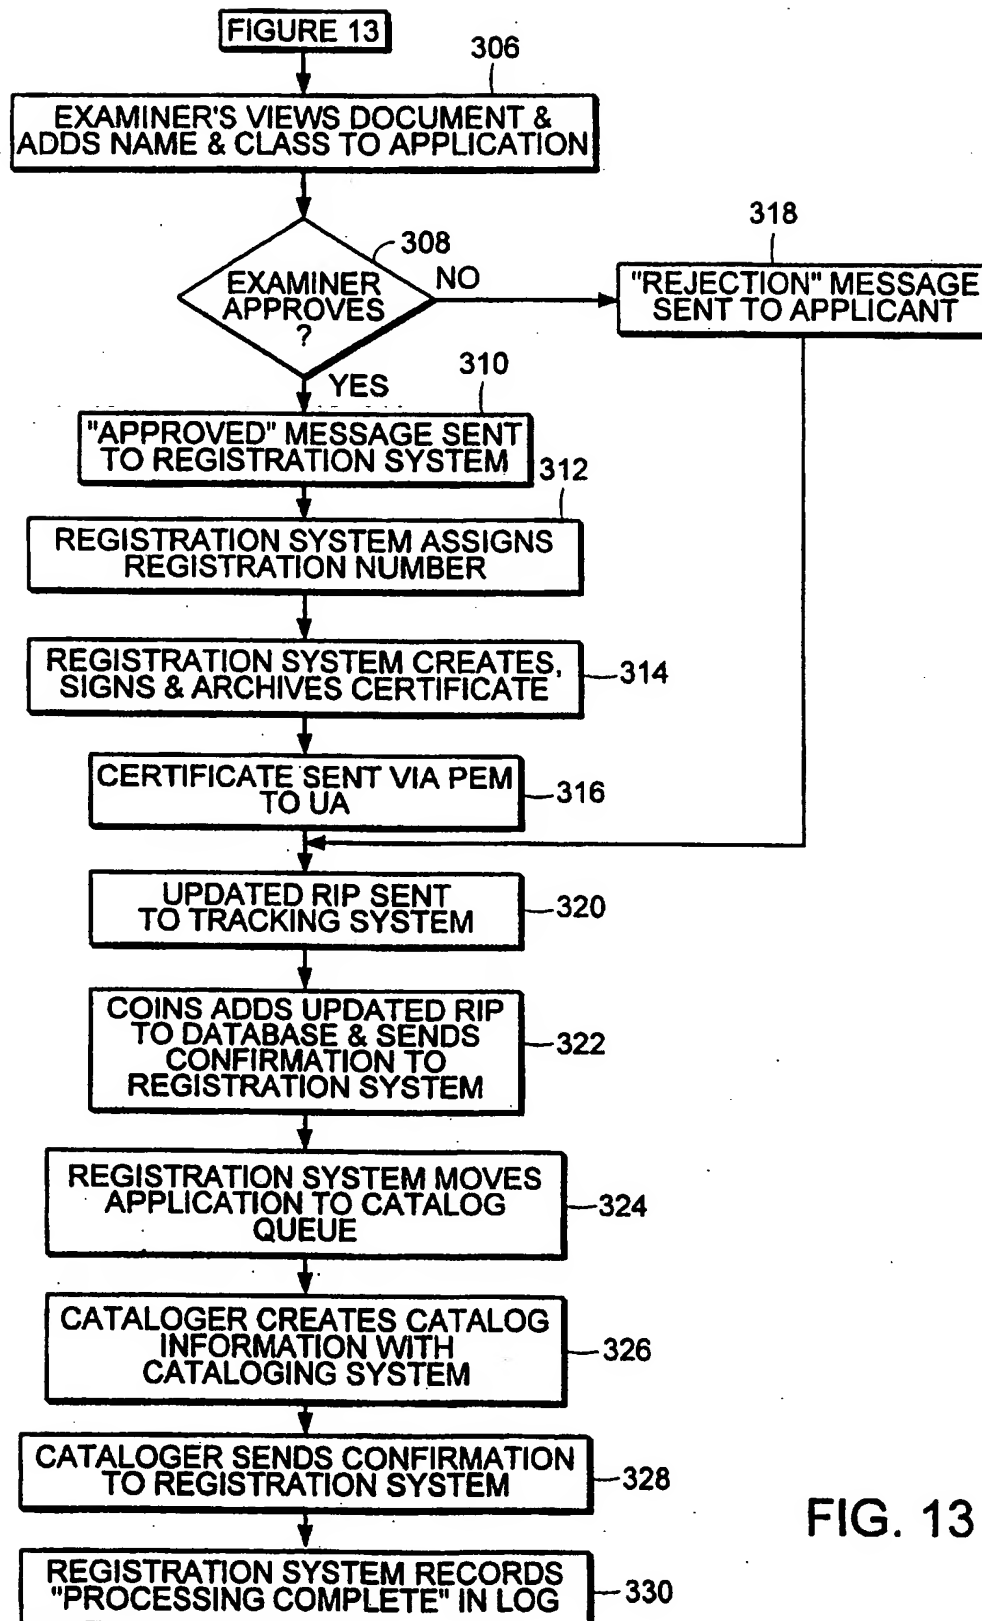 FIGURE 13
306
EXAMINER'S VIEWS DOCUMENT &
ADDS NAME & CLASS TO APPLICATION
308
EXAMINER
APPROVES
?
NO
318
"REJECTION" MESSAGE
SENT TO APPLICANT
YES
310
"APPROVED" MESSAGE SENT
TO REGISTRATION SYSTEM
312
REGISTRATION SYSTEM ASSIGNS
REGISTRATION NUMBER
REGISTRATION SYSTEM CREATES,
SIGNS & ARCHIVES CERTIFICATE
314
CERTIFICATE SENT VIA PEM
TO UA
316
UPDATED RIP SENT
TO TRACKING SYSTEM
320
COINS ADDS UPDATED RIP
TO DATABASE & SENDS
CONFIRMATION TO
REGISTRATION SYSTEM
322
REGISTRATION SYSTEM MOVES
APPLICATION TO CATALOG
QUEUE
324
CATALOGER CREATES CATALOG
INFORMATION WITH
CATALOGING SYSTEM
326
CATALOGER SENDS CONFIRMATION
TO REGISTRATION SYSTEM
328
REGISTRATION SYSTEM RECORDS
"PROCESSING COMPLETE" IN LOG
330
FIG. 13